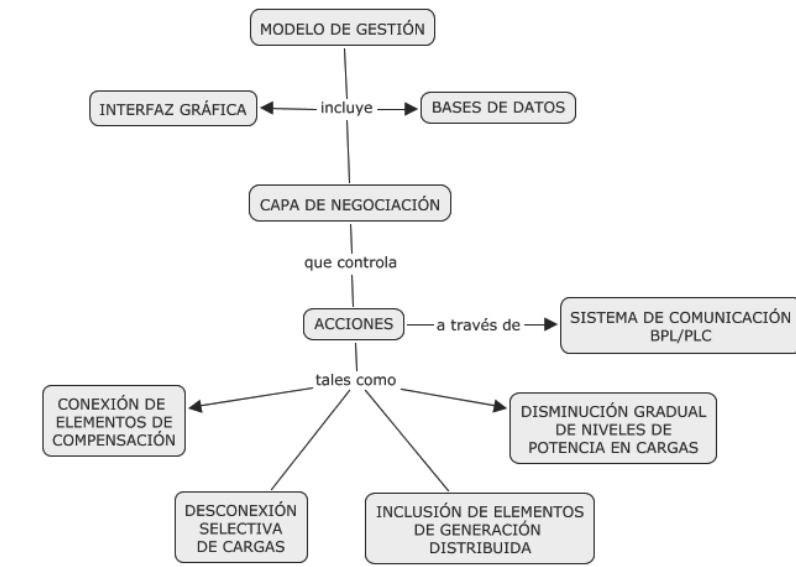 MODELO DE GESTIÓN
INTERFAZ GRÁFICA
incluye
BASES DE DATOS
CAPA DE NEGOCIACIÓN
que controla
ACCIONES
a través de
SISTEMA DE COMUNICACIÓN
BPL/PLC
tales como
CONEXIÓN DE
ELEMENTOS DE
COMPENSACIÓN
DISMINUCIÓN GRADUAL
DE NIVELES DE
POTENCIA EN CARGAS
DESCONEXIÓN
SELECTIVA
DE CARGAS
INCLUSIÓN DE ELEMENTOS
DE GENERACIÓN
DISTRIBUIDA